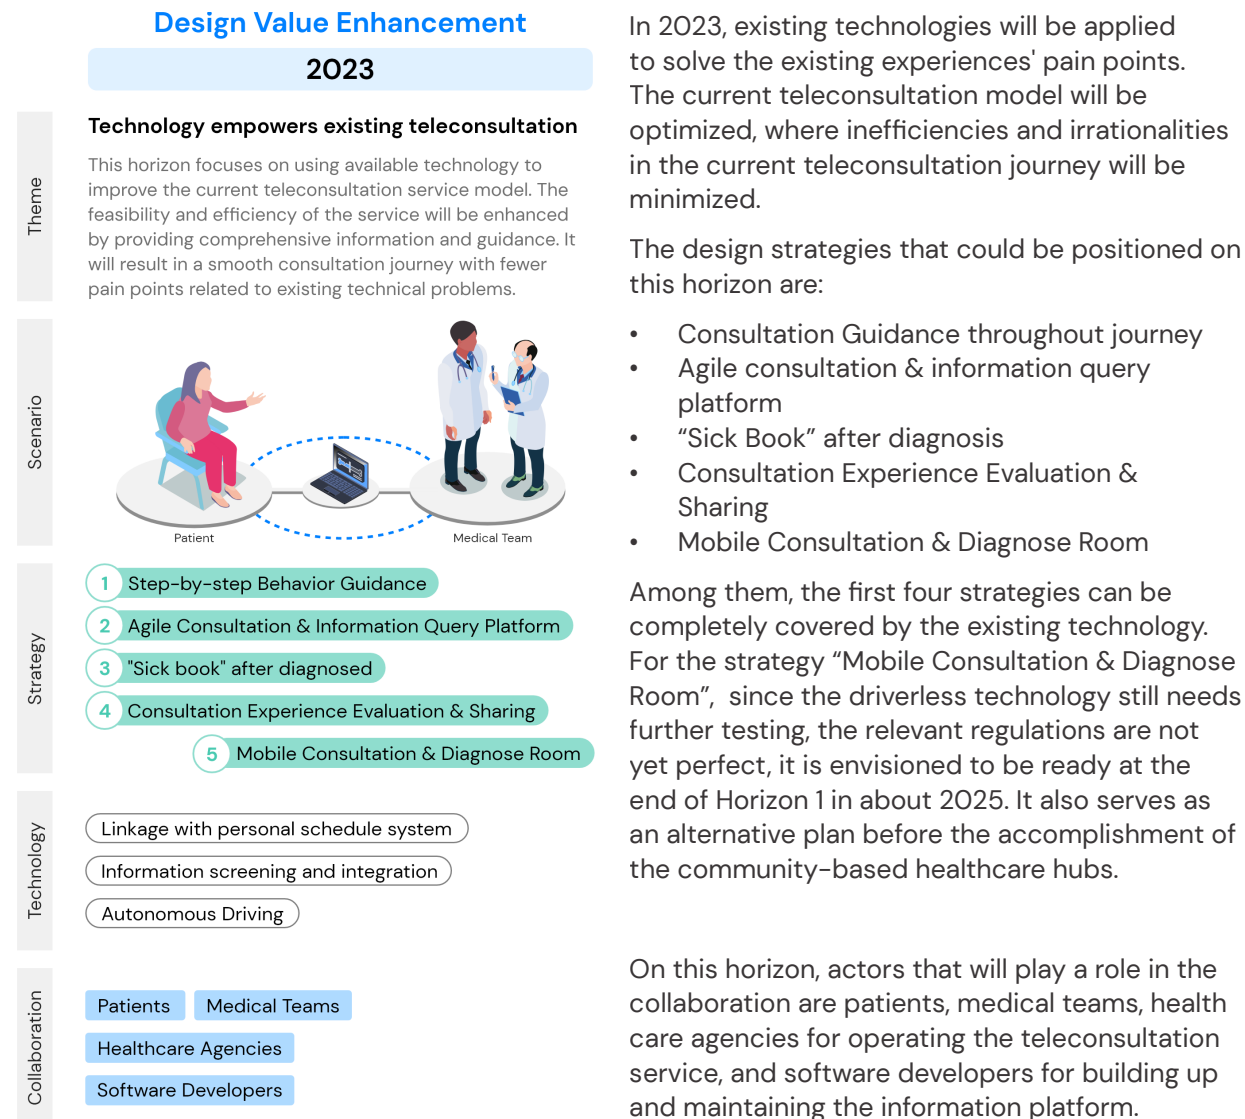 Design Value Enhancement
2023
Theme
Technology empowers existing teleconsultation
This horizon focuses on using available technology to
improve the current teleconsultation service model. The
feasibility and efficiency of the service will be enhanced
by providing comprehensive information and guidance. It
will result in a smooth consultation journey with fewer
pain points related to existing technical problems.
Scenario
Patient
Medical Team
Strategy
1 Step-by-step Behavior Guidance
2 Agile Consultation & Information Query Platform
3 "Sick book" after diagnosed
4 Consultation Experience Evaluation & Sharing
5 Mobile Consultation & Diagnose Room
Technology
Linkage with personal schedule system
Information screening and integration
Autonomous Driving
Collaboration
Patients
Medical Teams
Healthcare Agencies
Software Developers
In 2023, existing technologies will be applied
to solve the existing experiences' pain points.
The current teleconsultation model will be
optimized, where inefficiencies and irrationalities
in the current teleconsultation journey will be
minimized.
The design strategies that could be positioned on
this horizon are:
• Consultation Guidance throughout journey
• Agile consultation & information query
platform
• “Sick Book” after diagnosis
• Consultation Experience Evaluation &
Sharing
• Mobile Consultation & Diagnose Room
Among them, the first four strategies can be
completely covered by the existing technology.
For the strategy “Mobile Consultation & Diagnose
Room”,  since the driverless technology still needs
further testing, the relevant regulations are not
yet perfect, it is envisioned to be ready at the
end of Horizon 1 in about 2025. It also serves as
an alternative plan before the accomplishment of
the community-based healthcare hubs.
On this horizon, actors that will play a role in the
collaboration are patients, medical teams, health
care agencies for operating the teleconsultation
service, and software developers for building up
and maintaining the information platform.